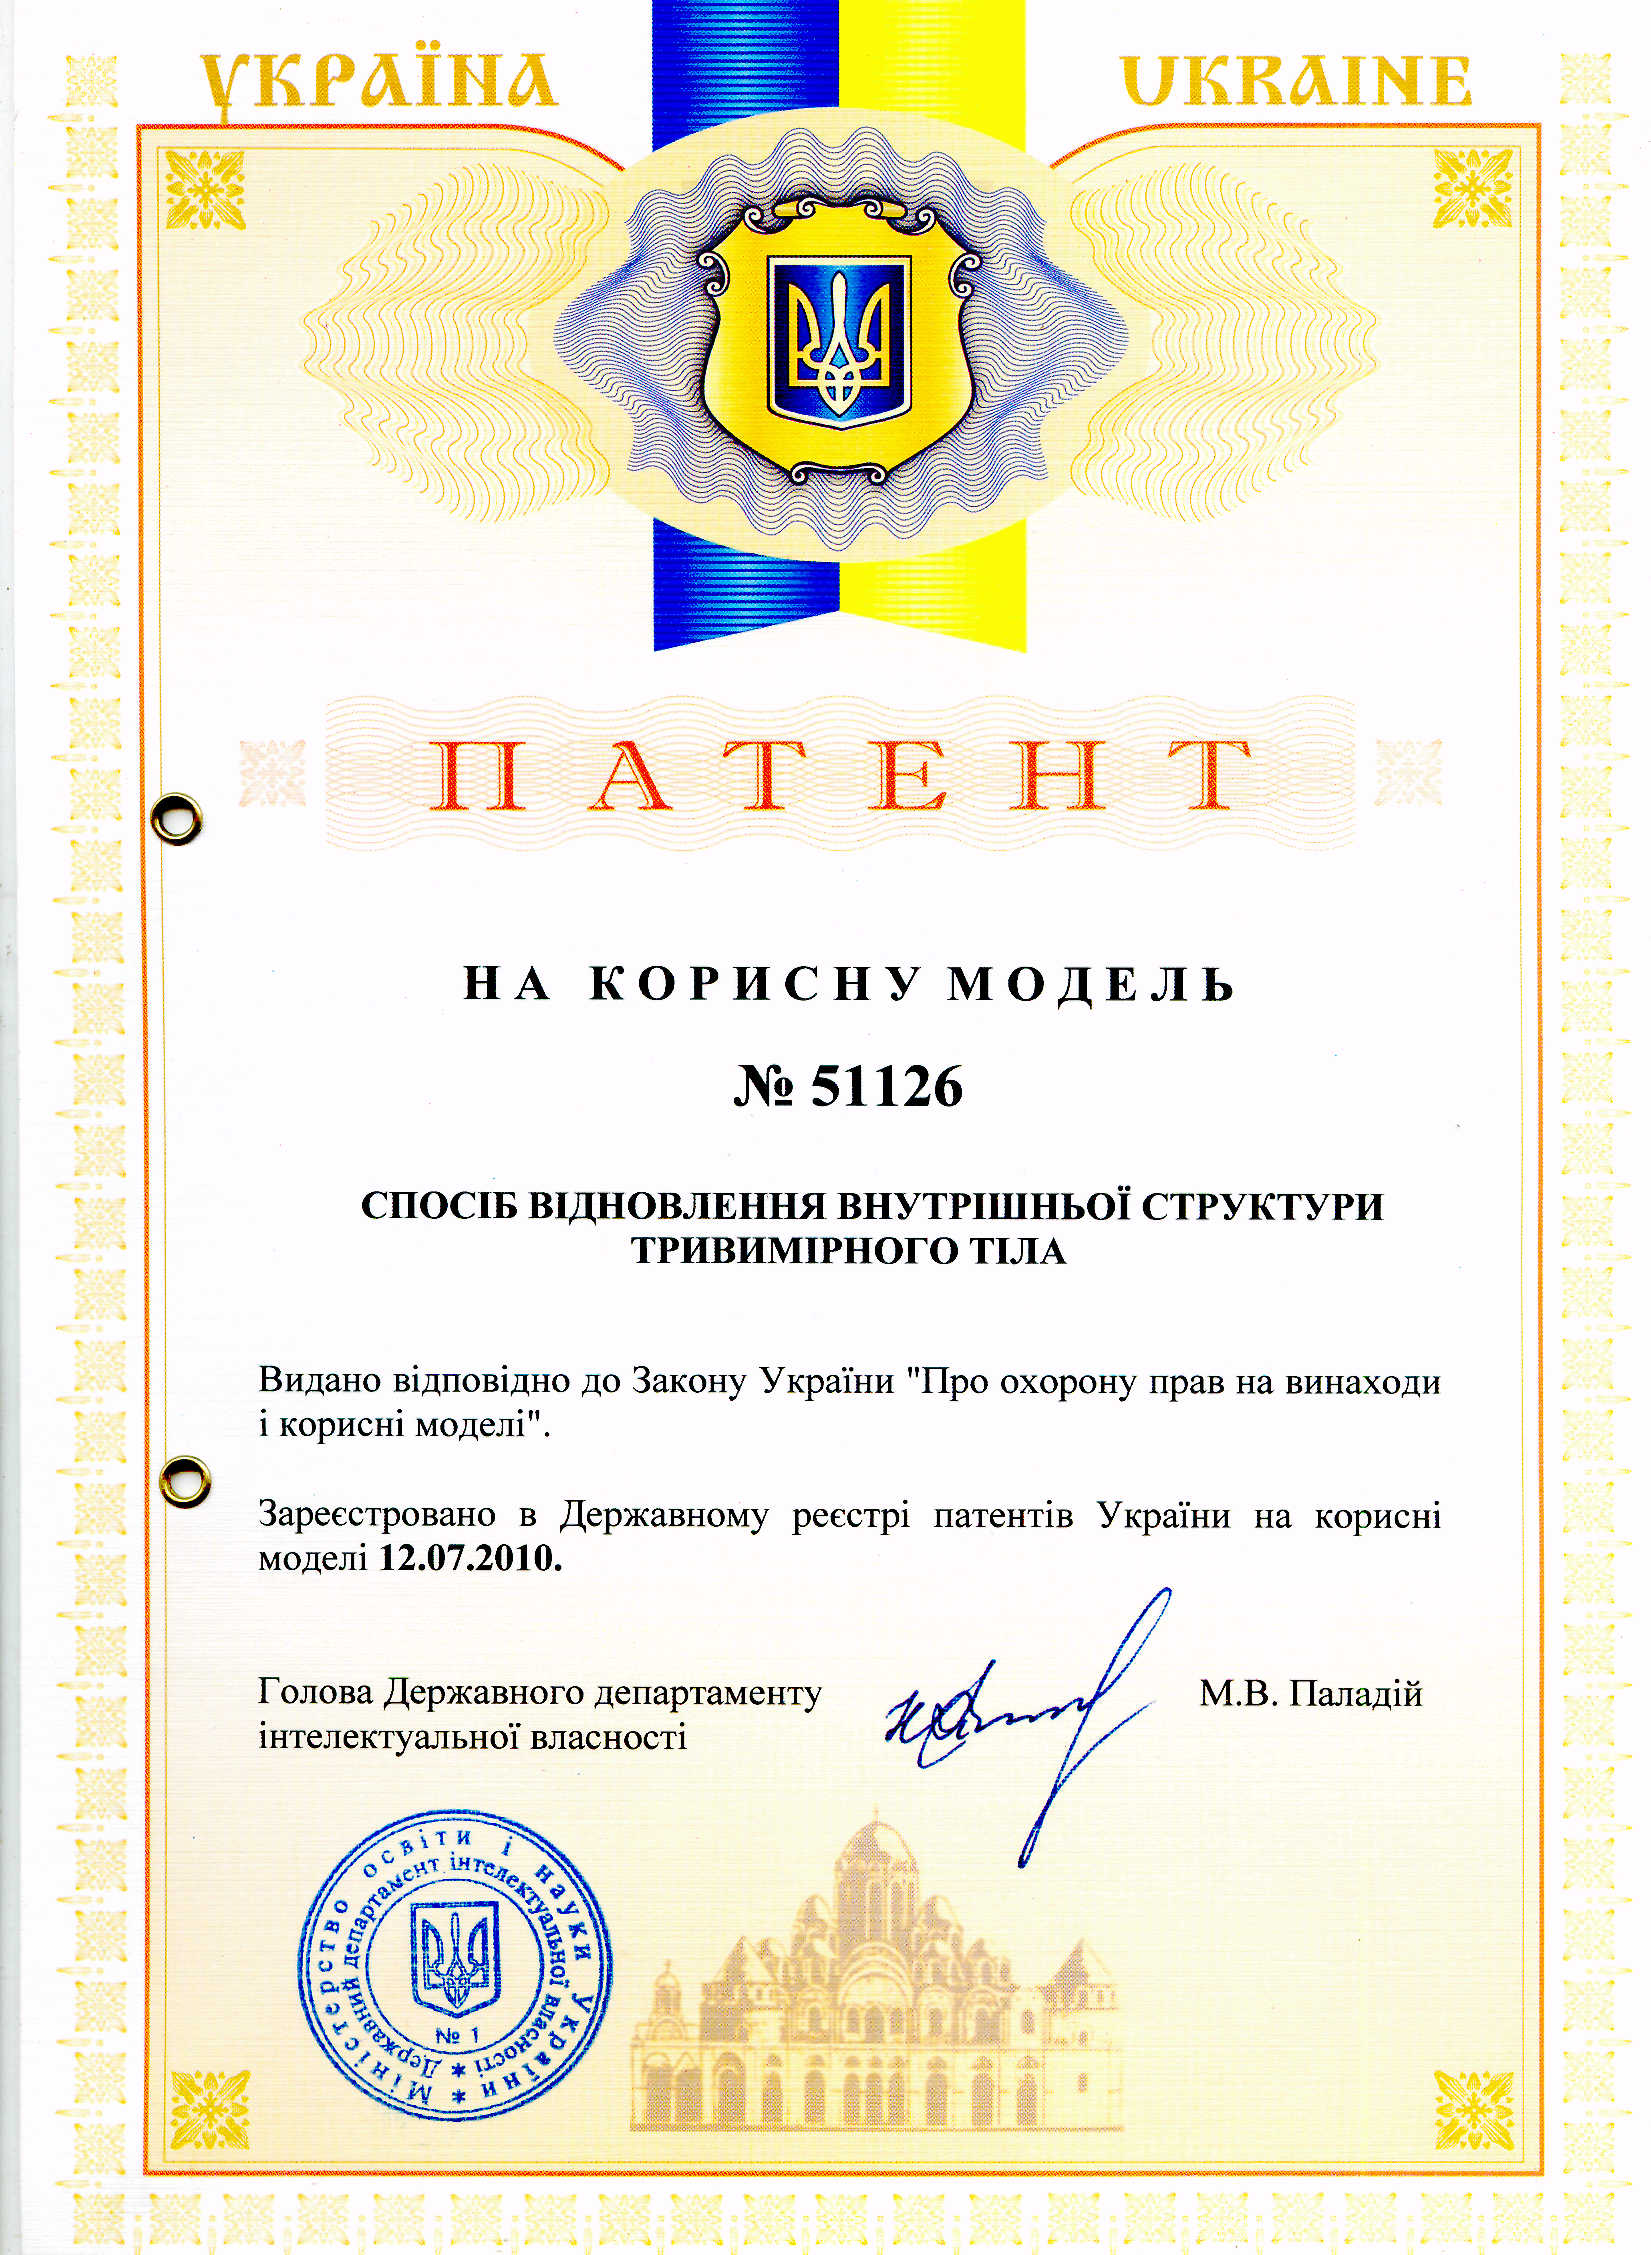 УКРАЇНА
UKRAINE
ПАТЕНТ
НА КОРИСНУ МОДЕЛЬ
№ 51126
СПОСІБ ВІДНОВЛЕННЯ ВНУТРІШНЬОЇ СТРУКТУРИ
ТРИВИМІРНОГО ТІЛА
Видано відповідно до Закону України "Про охорону прав на винаходи
і корисні моделі".
Зареєстровано в Державному реєстрі патентів України на корисні
моделі 12.07.2010.
Голова Державного департаменту
інтелектуальної власності
М.В. Паладій
Міністерство освіти і науки України *
Державний департамент інтелектуальної власності *
№ 1